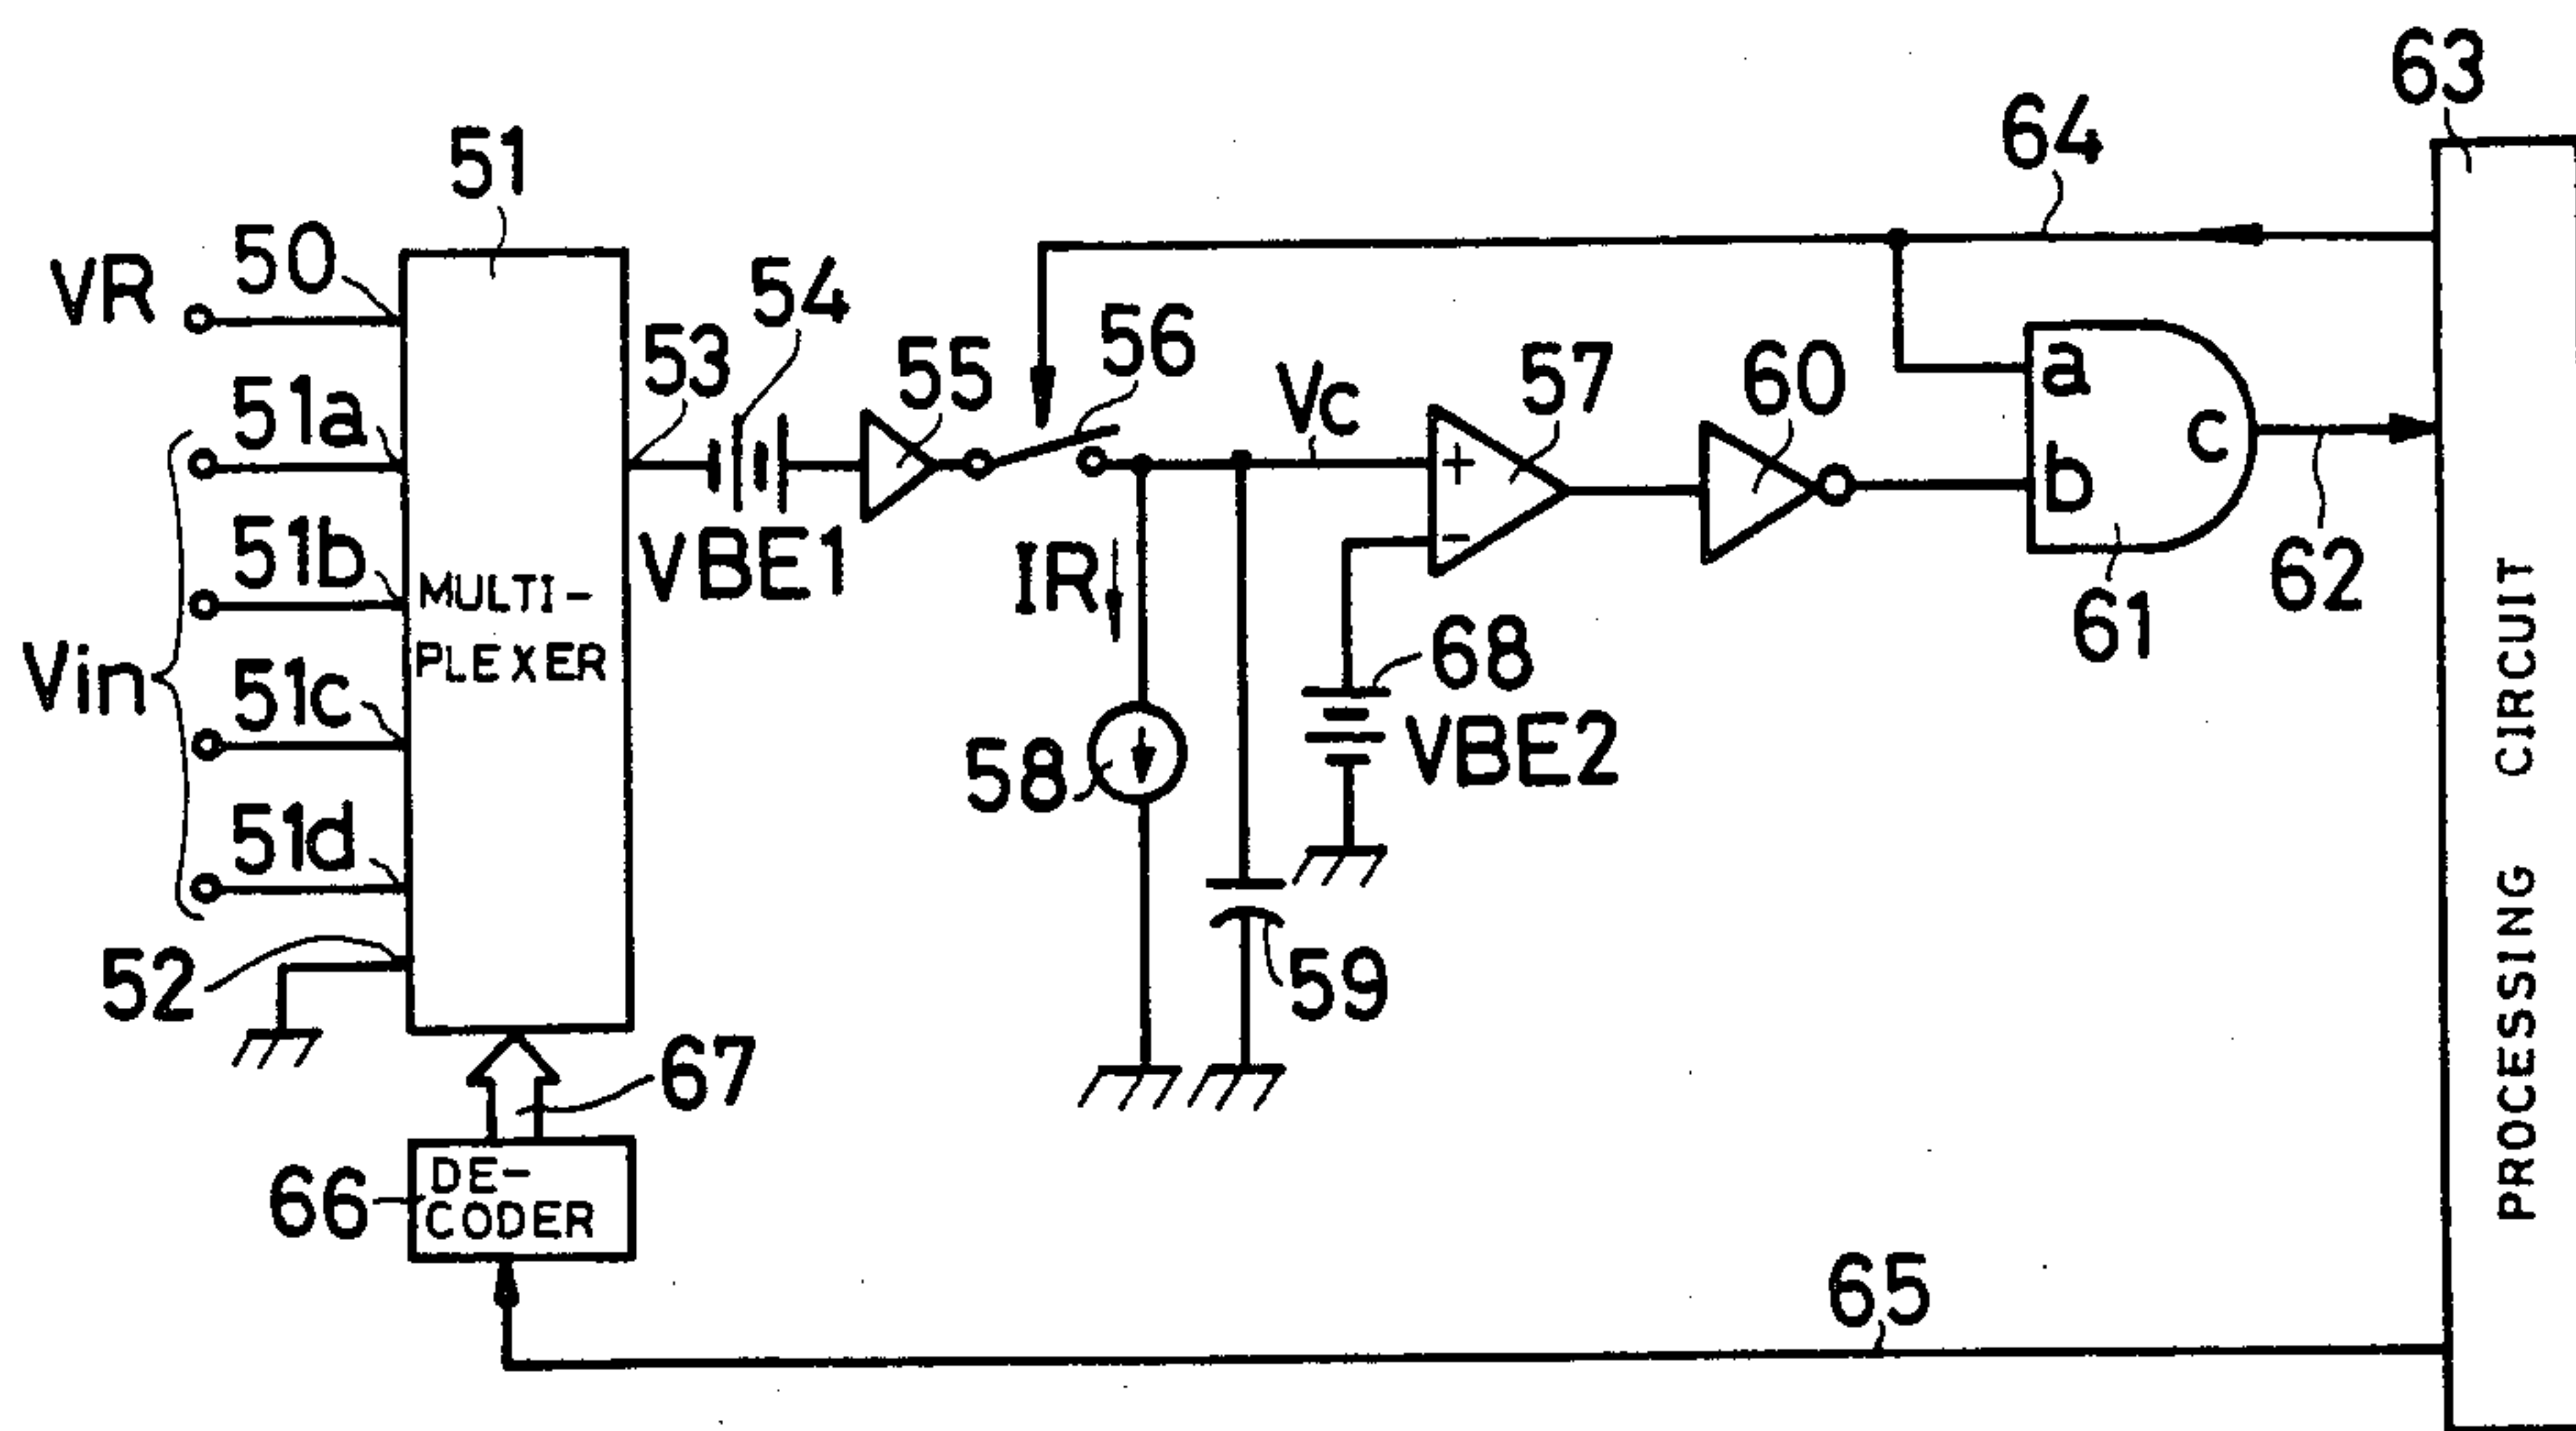 63
64
51
VR
50
54
53
55
56
57
60
Vc
a
b
c
51a
51b
51c
51d
Vin
MULTI-
PLEXER
VBE1
IR
58
59
68
VBE2
61
62
52
67
66
DE-
CODER
65
PROCESSING CIRCUIT
+
-